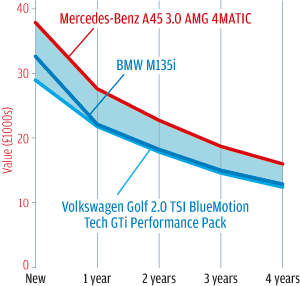 40
Mercedes-Benz A45 3.0 AMG 4MATIC
BMW M135i
30
Value (£1000s)
20
Volkswagen Golf 2.0 TSI BlueMotion
Tech GTi Performance Pack
10
0
New 1 year 2 years 3 years 4 years